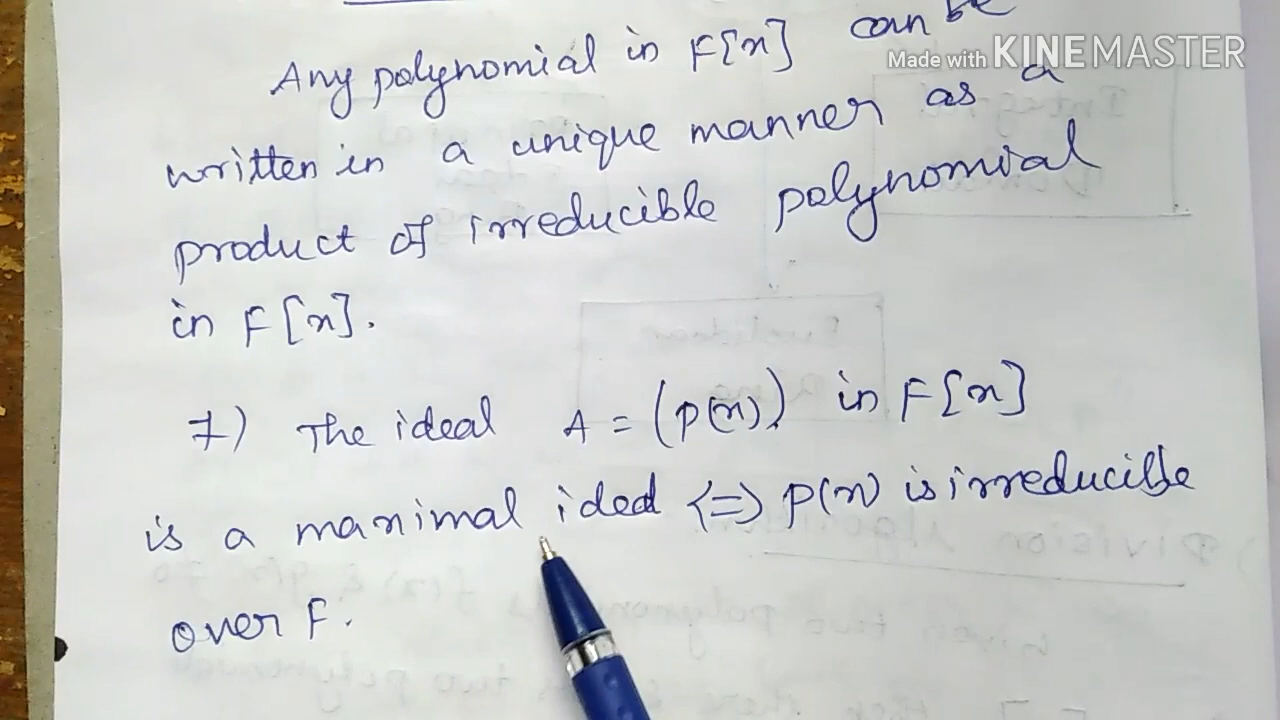 Any polynomial in F[x] can be
Made with KINEMASTER
written in a unique manner as a
product of irreducible polynomial
in F[x].
7) The ideal A = (p(x)) in F[x]
is a maximal ideal <=> p(x) is irreducible
over F.